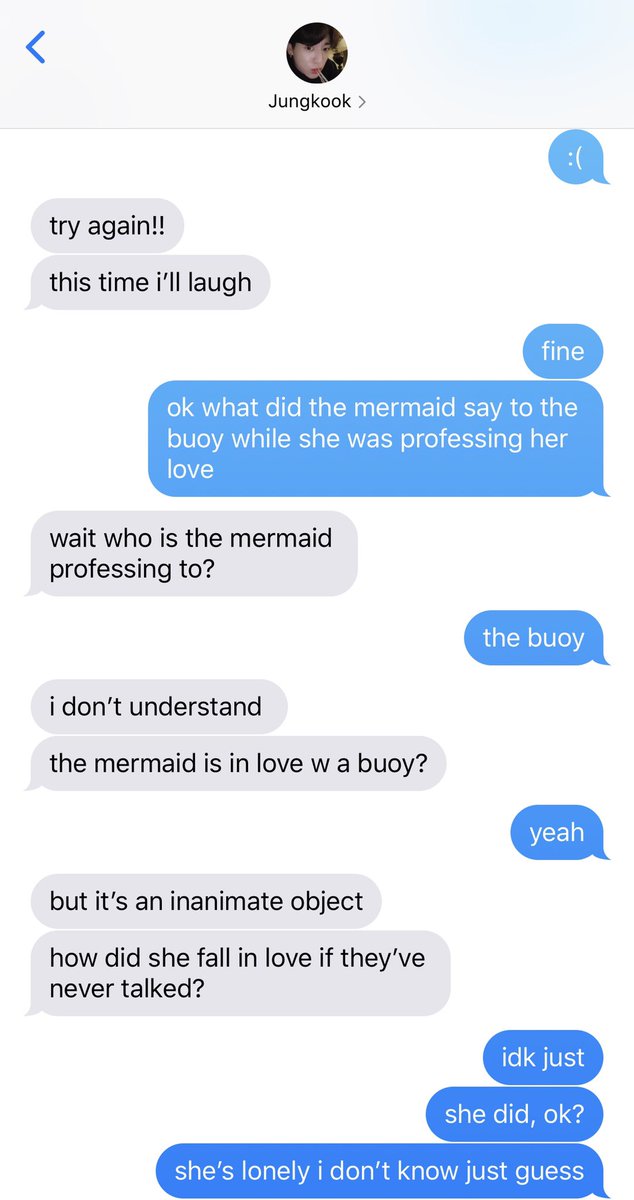 Jungkook
:(
try again!!
this time i’ll laugh
fine
ok what did the mermaid say to the
buoy while she was professing her
love
wait who is the mermaid
professing to?
the buoy
i don’t understand
the mermaid is in love w a buoy?
yeah
but it’s an inanimate object
how did she fall in love if they’ve
never talked?
idk just
she did, ok?
she’s lonely i don’t know just guess